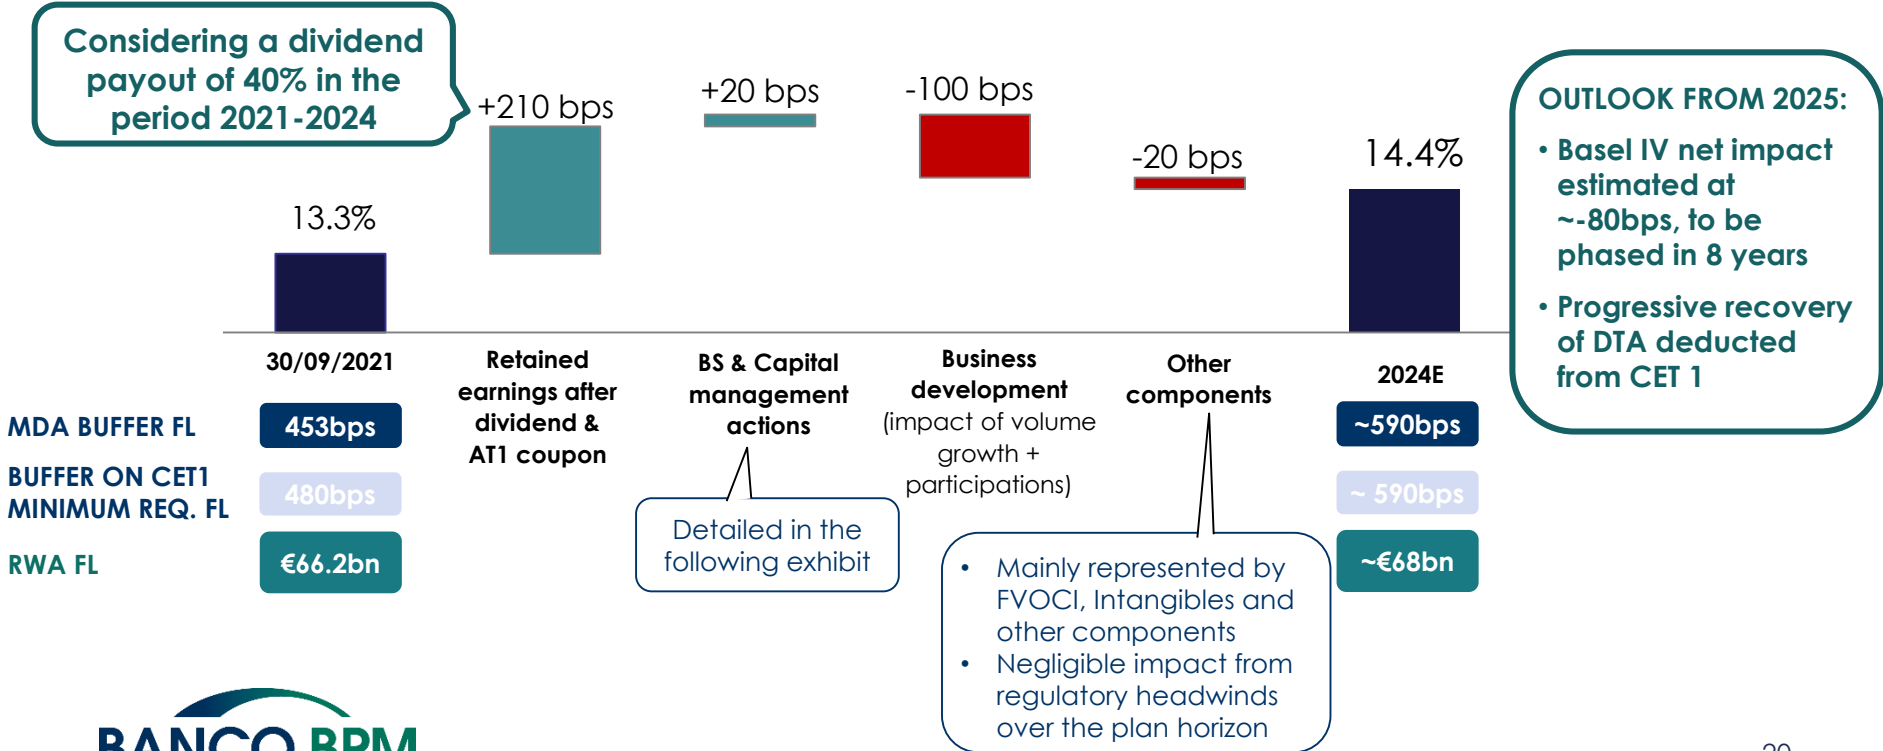 Considering a dividend
payout of 40% in the
period 2021-2024
+210 bps
+20 bps
-100 bps
-20 bps
14.4%
13.3%
OUTLOOK FROM 2025:
• Basel IV net impact
estimated at
~-80bps, to be
phased in 8 years
• Progressive recovery
of DTA deducted
from CET 1
30/09/2021
Retained
earnings after
dividend &
AT1 coupon
BS & Capital
management
actions
Business
development
(impact of volume
growth +
participations)
Other
components
2024E
MDA BUFFER FL
453bps
~590bps
BUFFER ON CET1
MINIMUM REQ. FL
480bps
~ 590bps
RWA FL
€66.2bn
~€68bn
Detailed in the
following exhibit
• Mainly represented by
FVOCI, Intangibles and
other components
• Negligible impact from
regulatory headwinds
over the plan horizon
BANCO BPM